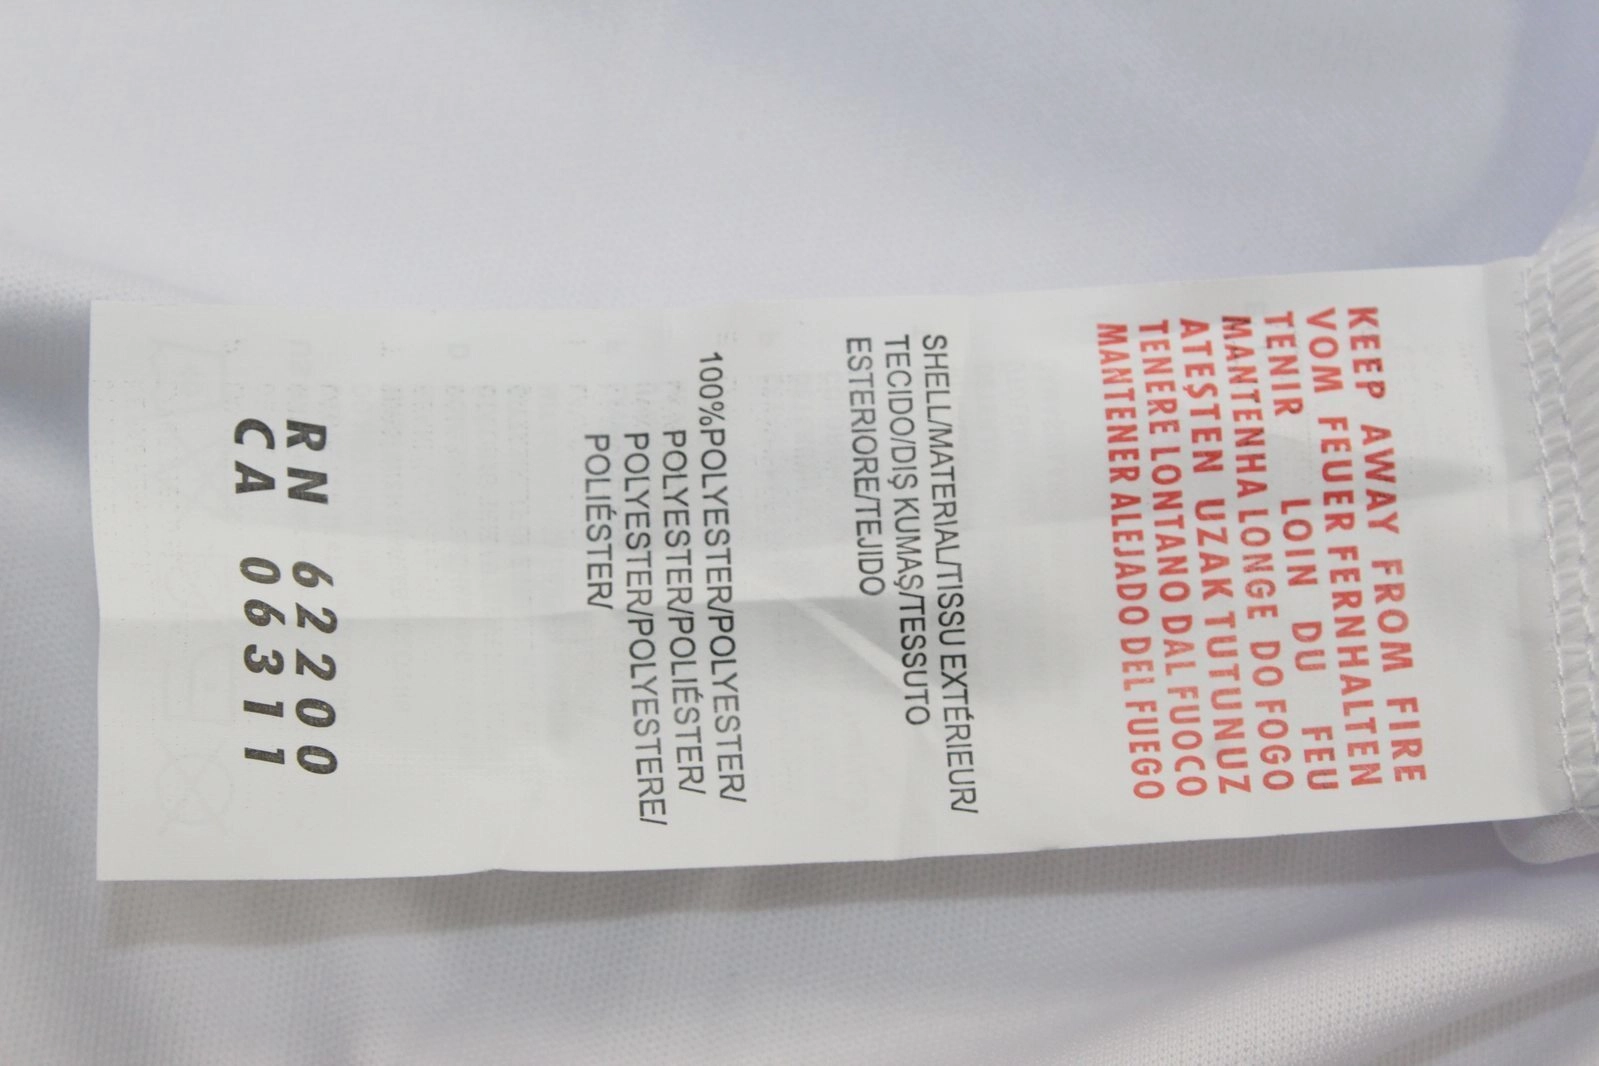 KEEP AWAY FROM FIRE
VOM FEUER FERNHALTEN
TENIR LOIN DU FEU
MANTENHA LONGE DO FOGO
ATEŞTEN UZAK TUTUNUZ
TENERE LONTANO DAL FUOCO
MANTENER ALEJADO DEL FUEGO
SHELL/MATERIAL/TISSU EXTÉRIEUR/
TECIDO/DIŞ KUMAŞ/TESSUTO
ESTERIORE/TEJIDO
100%POLYESTER/POLYESTER/
POLYESTER/POLIÉSTER/
POLYESTER/POLYESTERE/
POLIÉSTER/
RN 62200
CA 06311